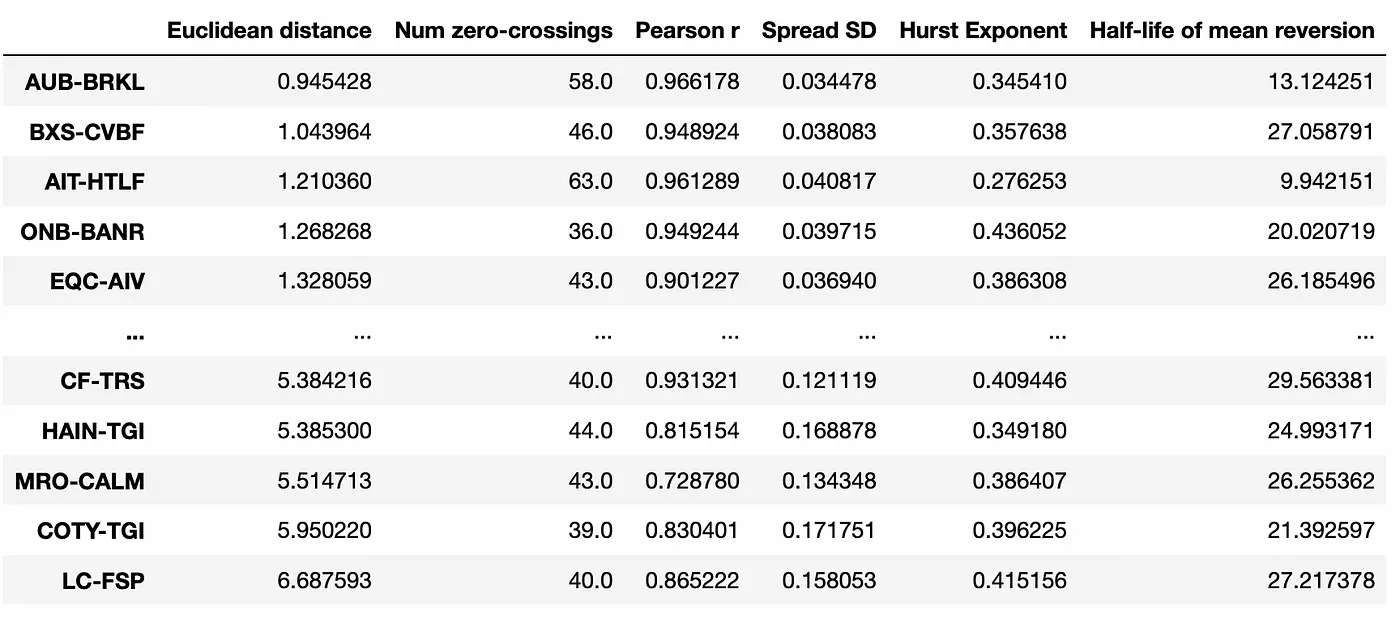 Euclidean distance Num zero-crossings Pearson r Spread SD Hurst Exponent Half-life of mean reversion
AUB-BRKL 0.945428 58.0 0.966178 0.034478 0.345410 13.124251
BXS-CVBF 1.043964 46.0 0.948924 0.038083 0.357638 27.058791
AIT-HTLF 1.210360 63.0 0.961289 0.040817 0.276253 9.942151
ONB-BANR 1.268268 36.0 0.949244 0.039715 0.436052 20.020719
EQC-AIV 1.328059 43.0 0.901227 0.036940 0.386308 26.185496
... ... ... ... ... ... ...
CF-TRS 5.384216 40.0 0.931321 0.121119 0.409446 29.563381
HAIN-TGI 5.385300 44.0 0.815154 0.168878 0.349180 24.993171
MRO-CALM 5.514713 43.0 0.728780 0.134348 0.386407 26.255362
COTY-TGI 5.950220 39.0 0.830401 0.171751 0.396225 21.392597
LC-FSP 6.687593 40.0 0.865222 0.158053 0.415156 27.217378